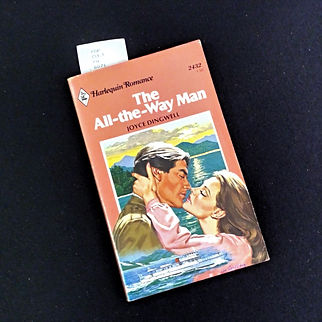 Harlequin Romance
2432
The
All-the-Way Man
JOYCE DINGWELL